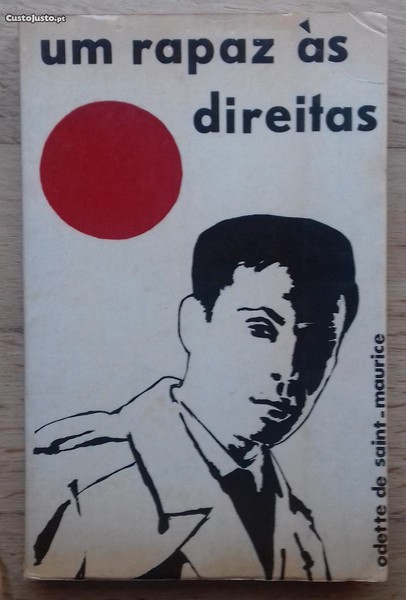 CustoJusto.pt
um rapaz às
direitas
odette de saint-maurice